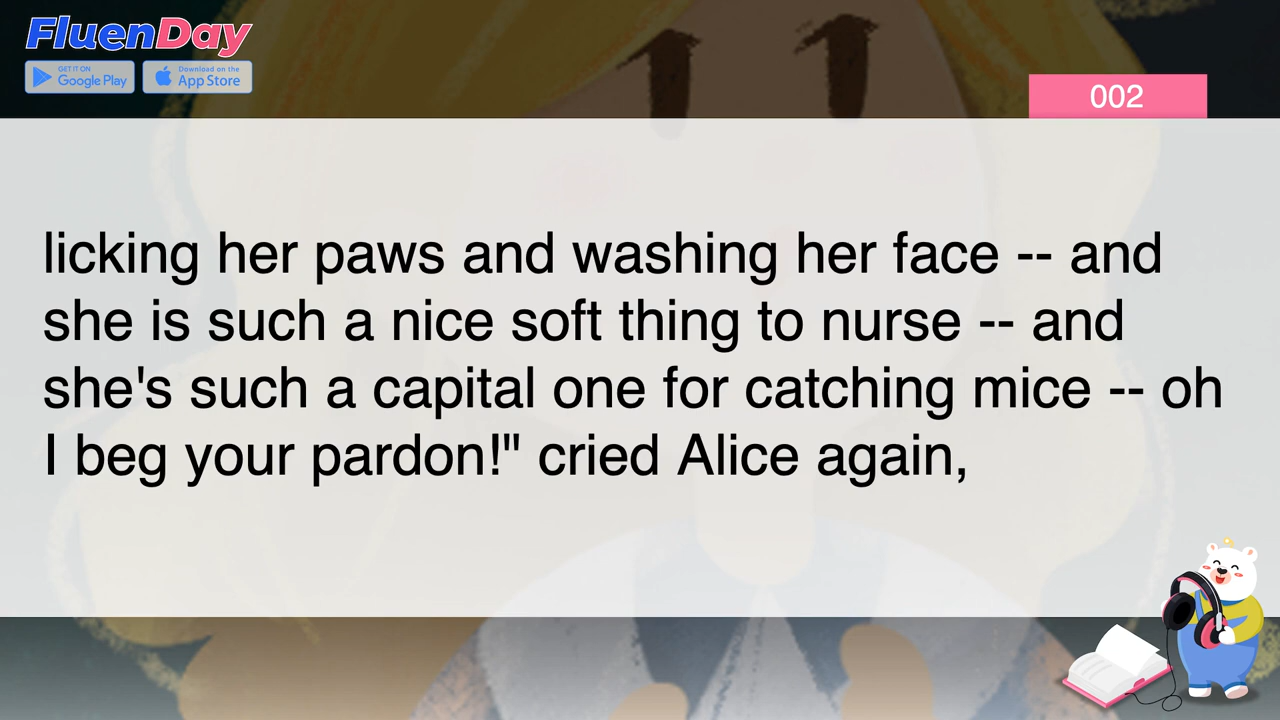 FluenDay
GET IT ON
Google Play
Download on the
App Store
002
licking her paws and washing her face -- and
she is such a nice soft thing to nurse -- and
she's such a capital one for catching mice -- oh
I beg your pardon!" cried Alice again,